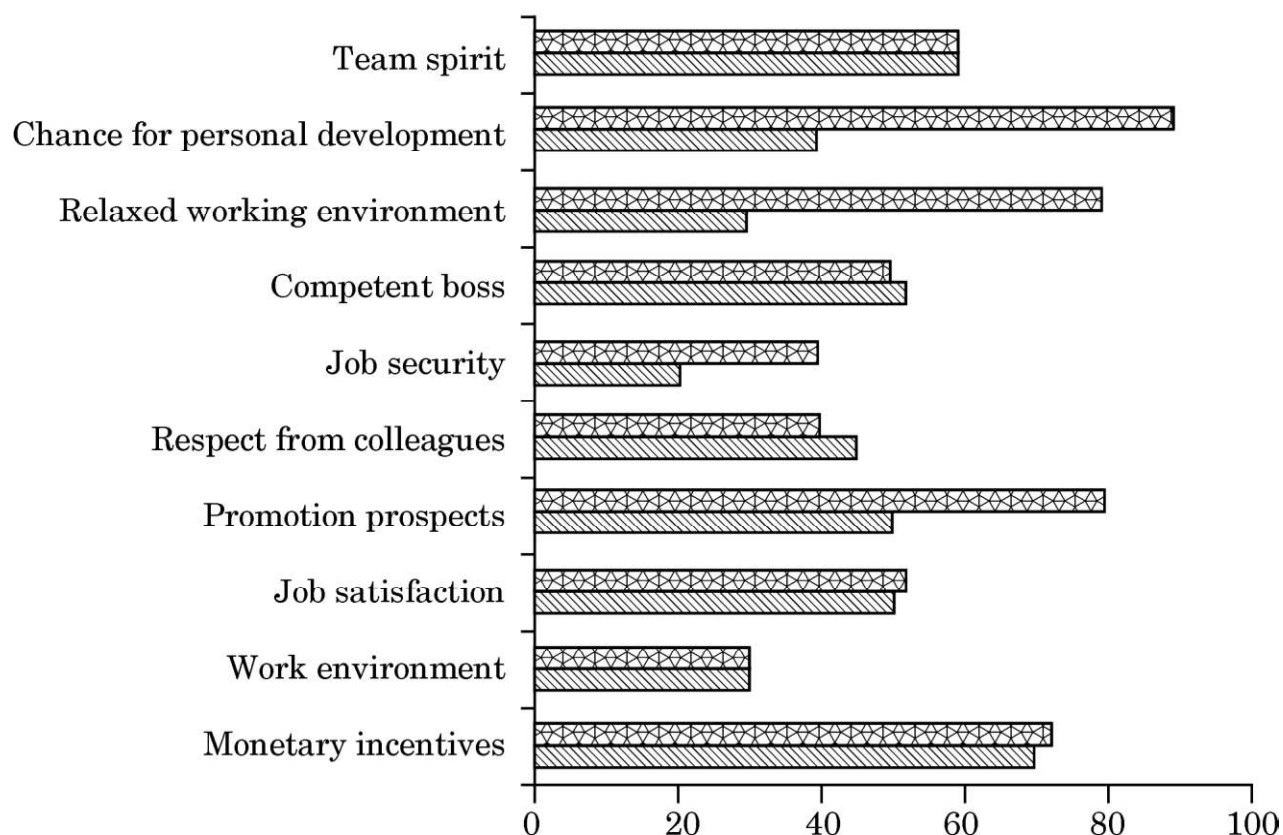 Team spirit
Chance for personal development
Relaxed working environment
Competent boss
Job security
Respect from colleagues
Promotion prospects
Job satisfaction
Work environment
Monetary incentives
0 20 40 60 80 100